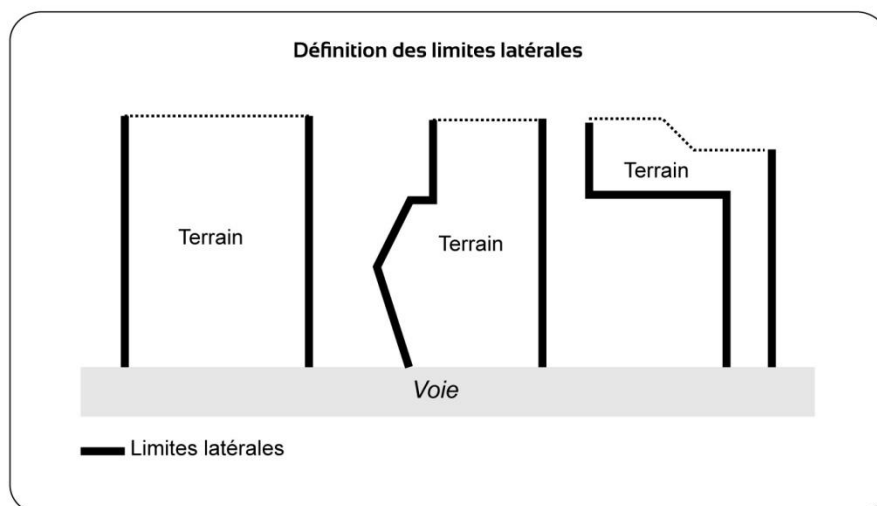 Définition des limites latérales
Terrain
Terrain
Terrain
Voie
Limites latérales